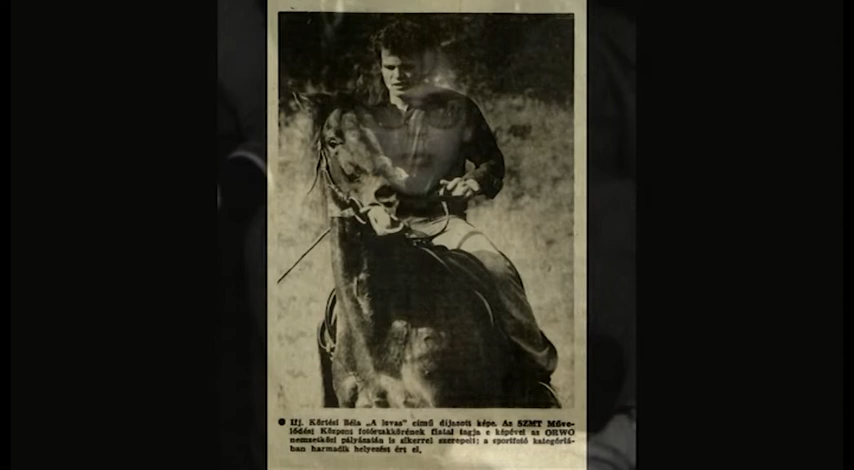 ● Ifj. Kürtösi Béla „A lovas" című díjazott képe. Az SZMT Műve-
lődési Központ fotószakkörének fiatal tagja e képével az ORWO
nemzetközi pályázatán is sikerrel szerepelt; a sportfotó kategóriá-
ban harmadik helyezést ért el.